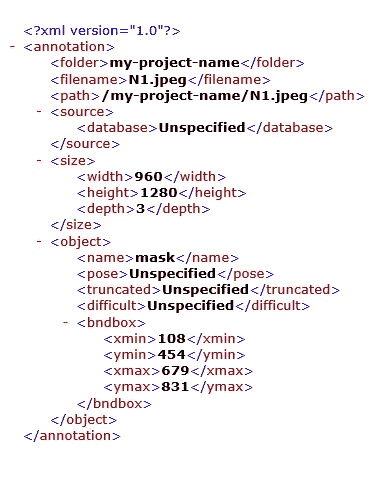 <?xml version="1.0"?>
- <annotation>
<folder>my-project-name</folder>
<filename>N1.jpeg</filename>
<path>/my-project-name/N1.jpeg</path>
- <source>
<database>Unspecified</database>
</source>
- <size>
<width>960</width>
<height>1280</height>
<depth>3</depth>
</size>
- <object>
<name>mask</name>
<pose>Unspecified</pose>
<truncated>Unspecified</truncated>
<difficult>Unspecified</difficult>
- <bndbox>
<xmin>108</xmin>
<ymin>454</ymin>
<xmax>679</xmax>
<ymax>831</ymax>
</bndbox>
</object>
</annotation>